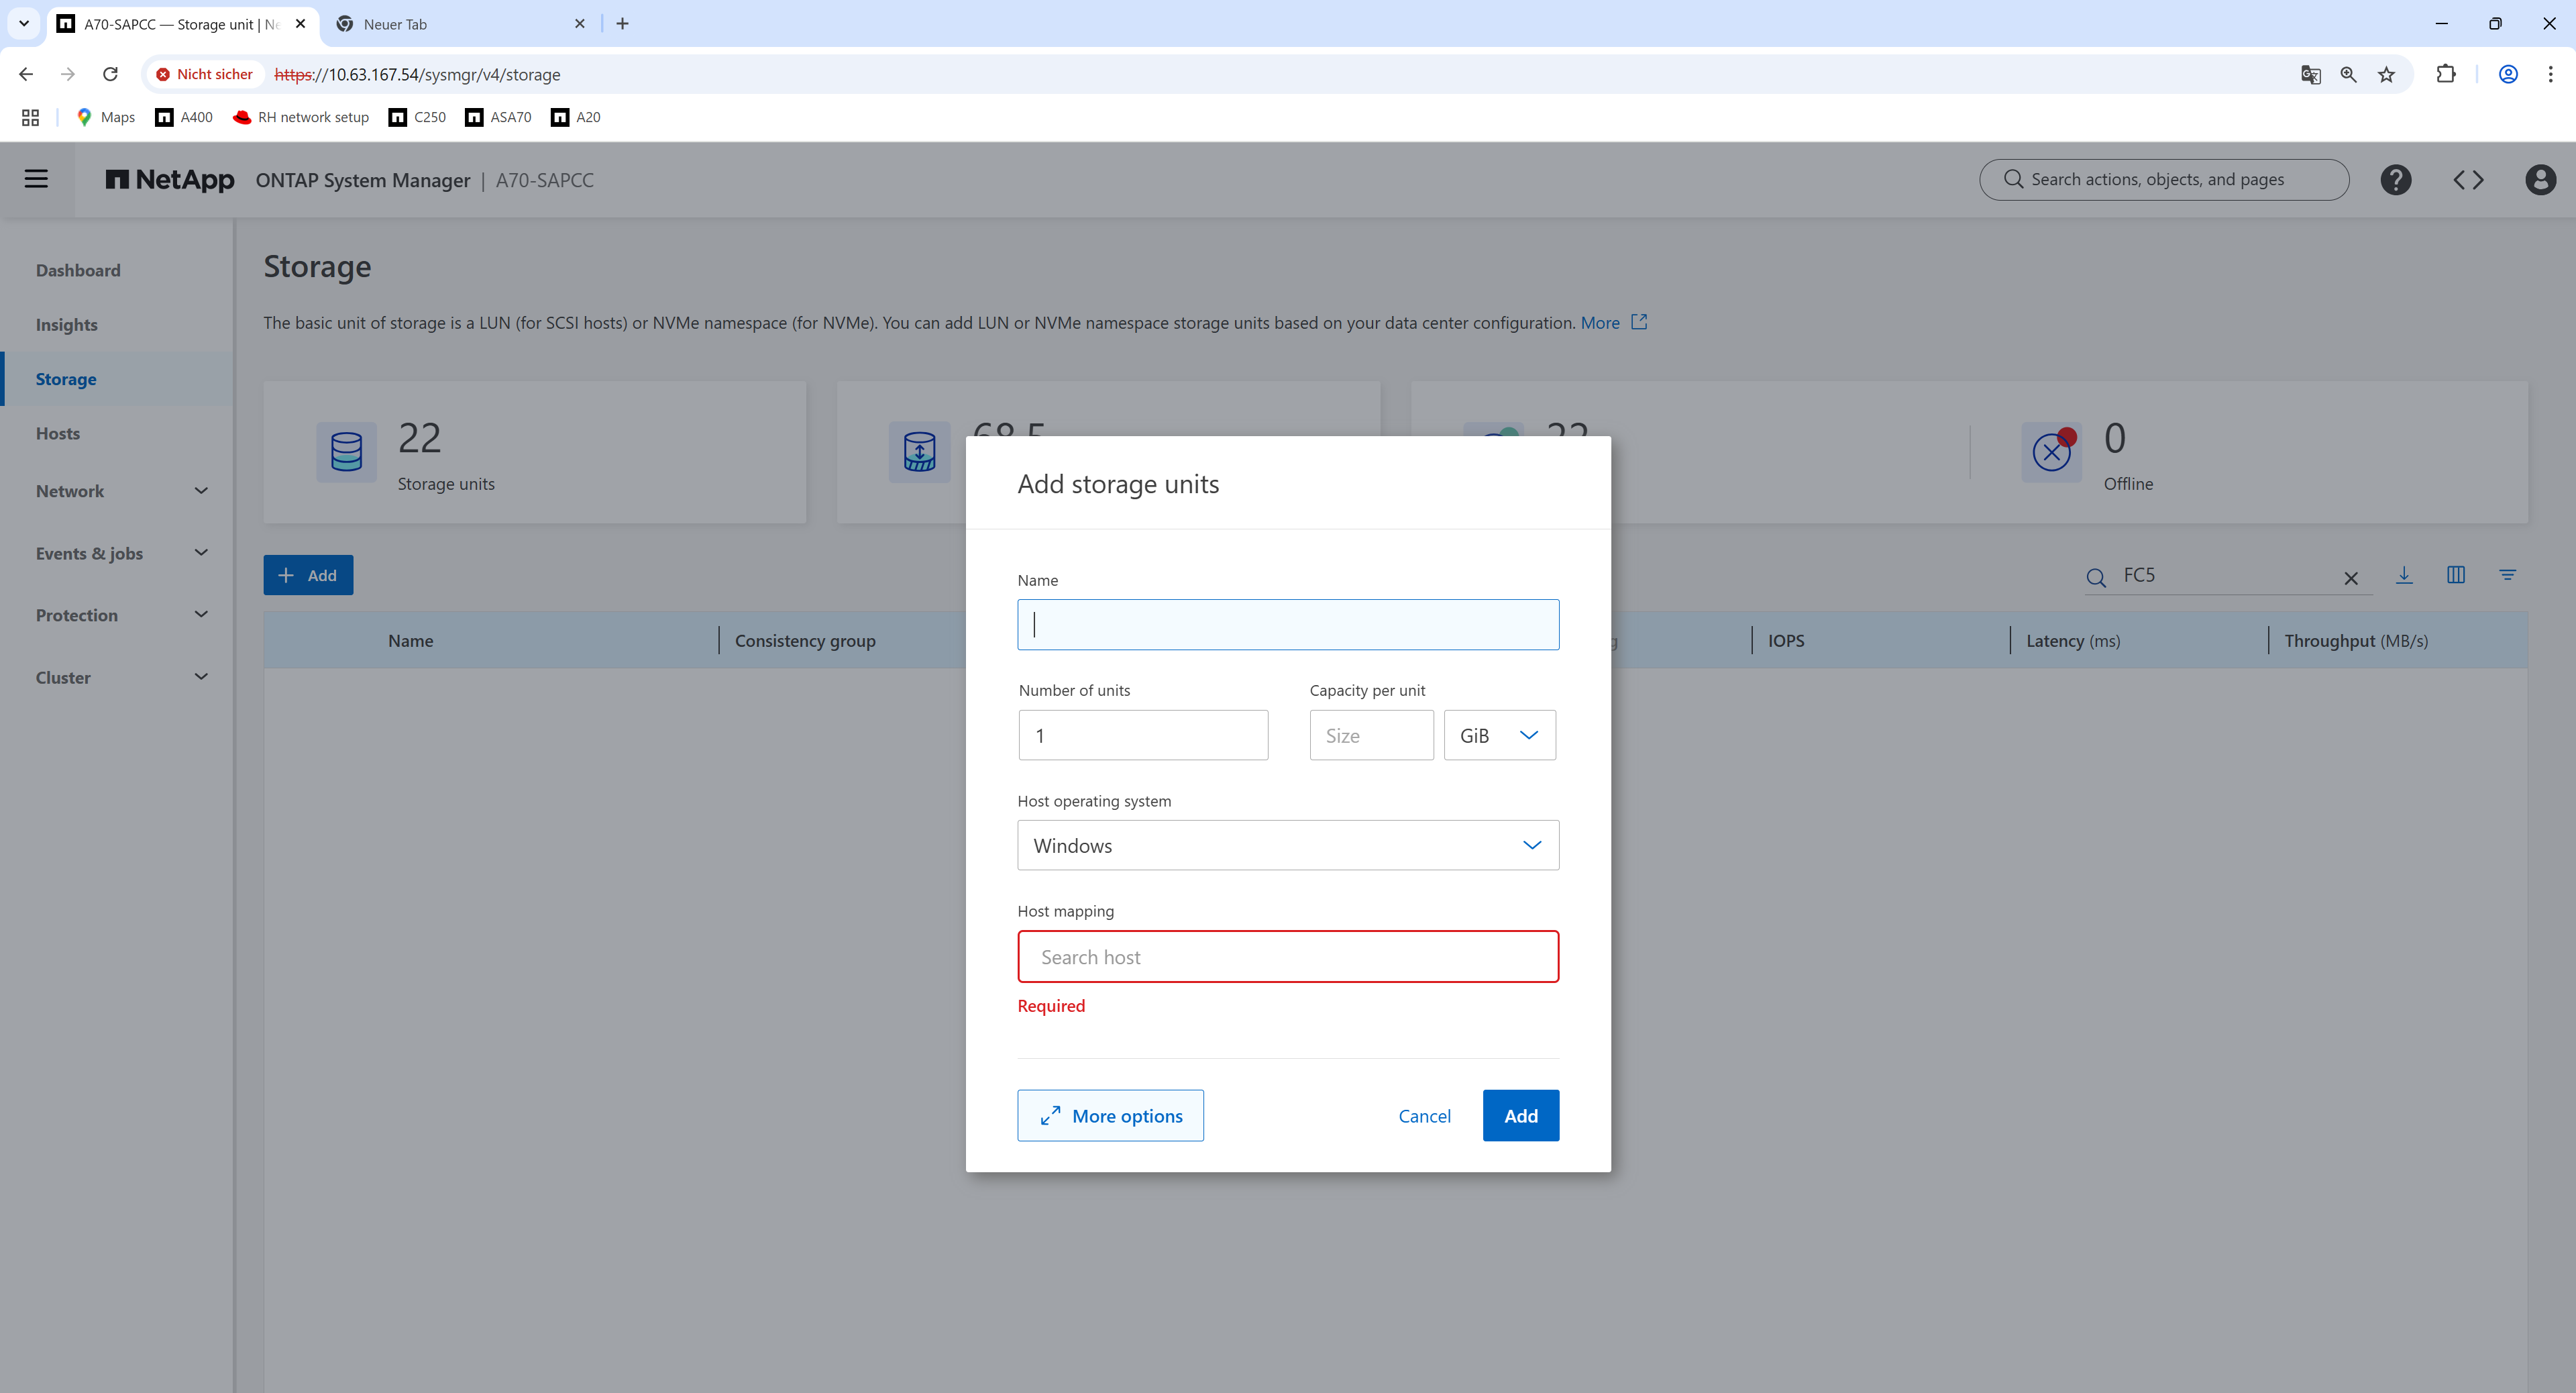 A70-SAPCC — Storage unit | Ne
Neuer Tab
Nicht sicher
https://10.63.167.54/sysmgr/v4/storage
Maps
A400
RH network setup
C250
ASA70
A20
NetApp
ONTAP System Manager | A70-SAPCC
Search actions, objects, and pages
Dashboard
Insights
Storage
Hosts
Network
Events & jobs
Protection
Cluster
Storage
The basic unit of storage is a LUN (for SCSI hosts) or NVMe namespace (for NVMe). You can add LUN or NVMe namespace storage units based on your data center configuration. More
22
Storage units
68.5
22
0
Offline
+ Add
FC5
Name
Consistency group
g
IOPS
Latency (ms)
Throughput (MB/s)
Add storage units
Name
Number of units
Capacity per unit
1
Size
GiB
Host operating system
Windows
Host mapping
Search host
Required
More options
Cancel
Add